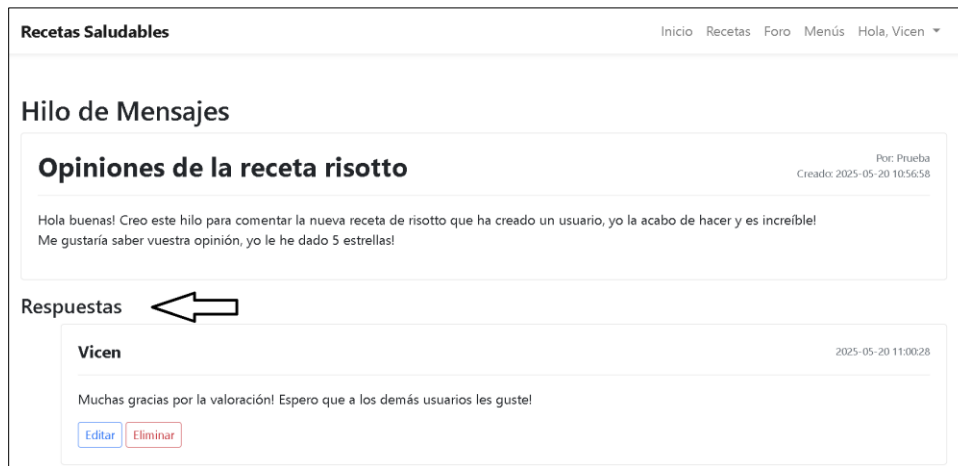 Recetas Saludables
Inicio Recetas Foro Menús Hola, Vicen
Hilo de Mensajes
Opiniones de la receta risotto
Por: Prueba
Creado: 2025-05-20 10:56:58
Hola buenas! Creo este hilo para comentar la nueva receta de risotto que ha creado un usuario, yo la acabo de hacer y es increíble!
Me gustaría saber vuestra opinión, yo le he dado 5 estrellas!
Respuestas
Vicen
2025-05-20 11:00:28
Muchas gracias por la valoración! Espero que a los demás usuarios les guste!
Editar Eliminar